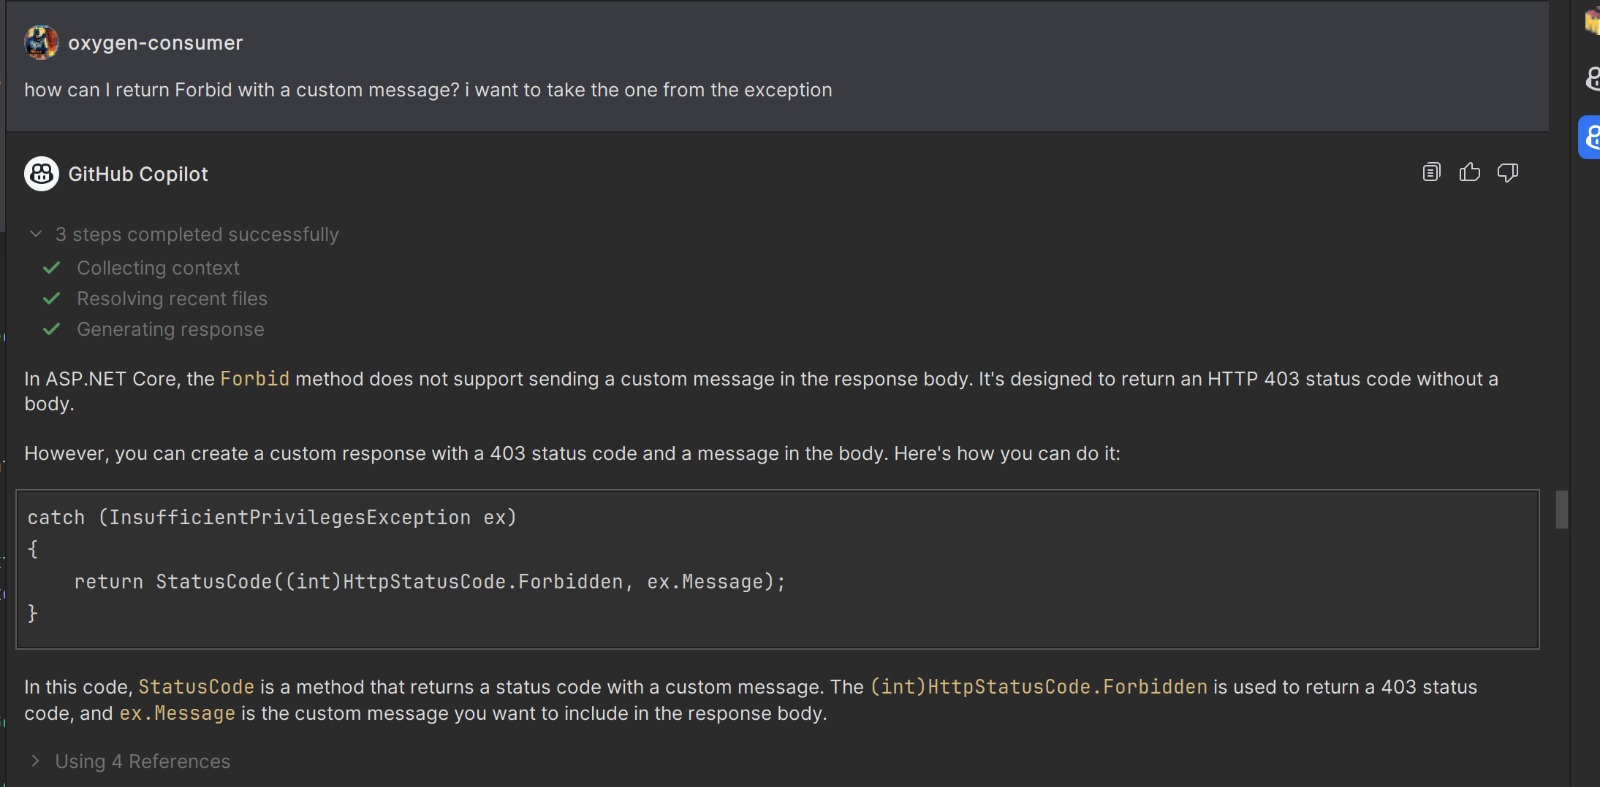 oxygen-consumer
how can I return Forbid with a custom message? i want to take the one from the exception
GitHub Copilot
3 steps completed successfully
Collecting context
Resolving recent files
Generating response
In ASP.NET Core, the Forbid method does not support sending a custom message in the response body. It's designed to return an HTTP 403 status code without a
body.
However, you can create a custom response with a 403 status code and a message in the body. Here's how you can do it:
catch (InsufficientPrivilegesException ex)
{
    return StatusCode((int)HttpStatusCode.Forbidden, ex.Message);
}
In this code, StatusCode is a method that returns a status code with a custom message. The (int)HttpStatusCode.Forbidden is used to return a 403 status
code, and ex.Message is the custom message you want to include in the response body.
Using 4 References